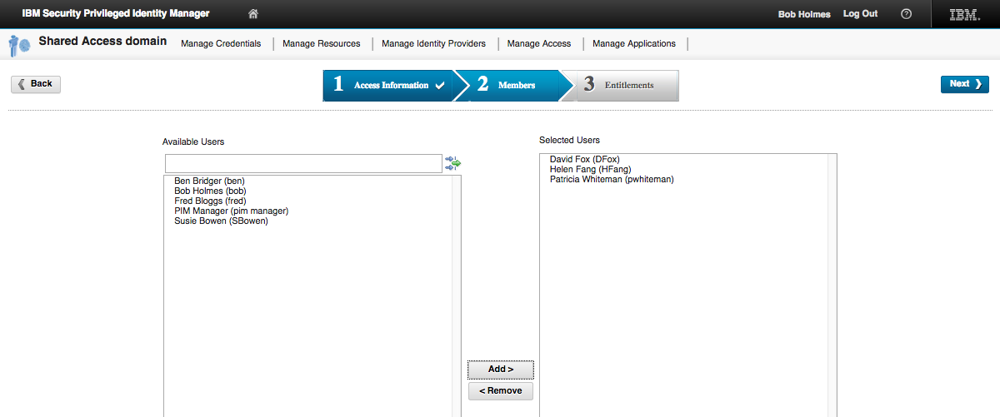 IBM Security Privileged Identity Manager
Bob Holmes
Log Out
?
IBM.
Shared Access domain
Manage Credentials
Manage Resources
Manage Identity Providers
Manage Access
Manage Applications
Back
1 Access Information
2 Members
3 Entitlements
Next
Available Users
Ben Bridger (ben)
Bob Holmes (bob)
Fred Bloggs (fred)
PIM Manager (pim manager)
Susie Bowen (SBowen)
Add >
< Remove
Selected Users
David Fox (DFox)
Helen Fang (HFang)
Patricia Whiteman (pwhiteman)